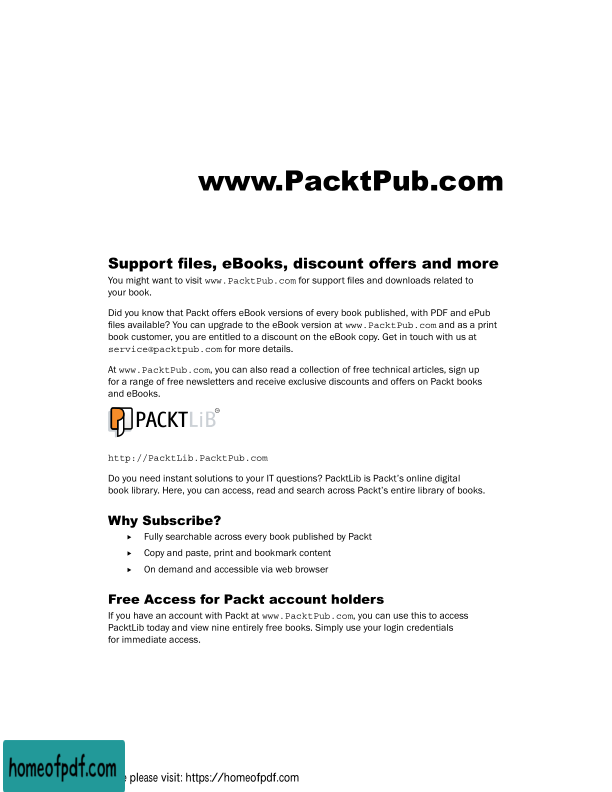 www.PacktPub.com
Support files, eBooks, discount offers and more
You might want to visit www.PacktPub.com for support files and downloads related to
your book.
Did you know that Packt offers eBook versions of every book published, with PDF and ePub
files available? You can upgrade to the eBook version at www.PacktPub.com and as a print
book customer, you are entitled to a discount on the eBook copy. Get in touch with us at
service@packtpub.com for more details.
At www.PacktPub.com, you can also read a collection of free technical articles, sign up
for a range of free newsletters and receive exclusive discounts and offers on Packt books
and eBooks.
PACKTLiB
http://PacktLib.PacktPub.com
Do you need instant solutions to your IT questions? PacktLib is Packt's online digital
book library. Here, you can access, read and search across Packt's entire library of books.
Why Subscribe?
▸ Fully searchable across every book published by Packt
▸ Copy and paste, print and bookmark content
▸ On demand and accessible via web browser
Free Access for Packt account holders
If you have an account with Packt at www.PacktPub.com, you can use this to access
PacktLib today and view nine entirely free books. Simply use your login credentials
for immediate access.
homeofpdf.com
please visit: https://homeofpdf.com